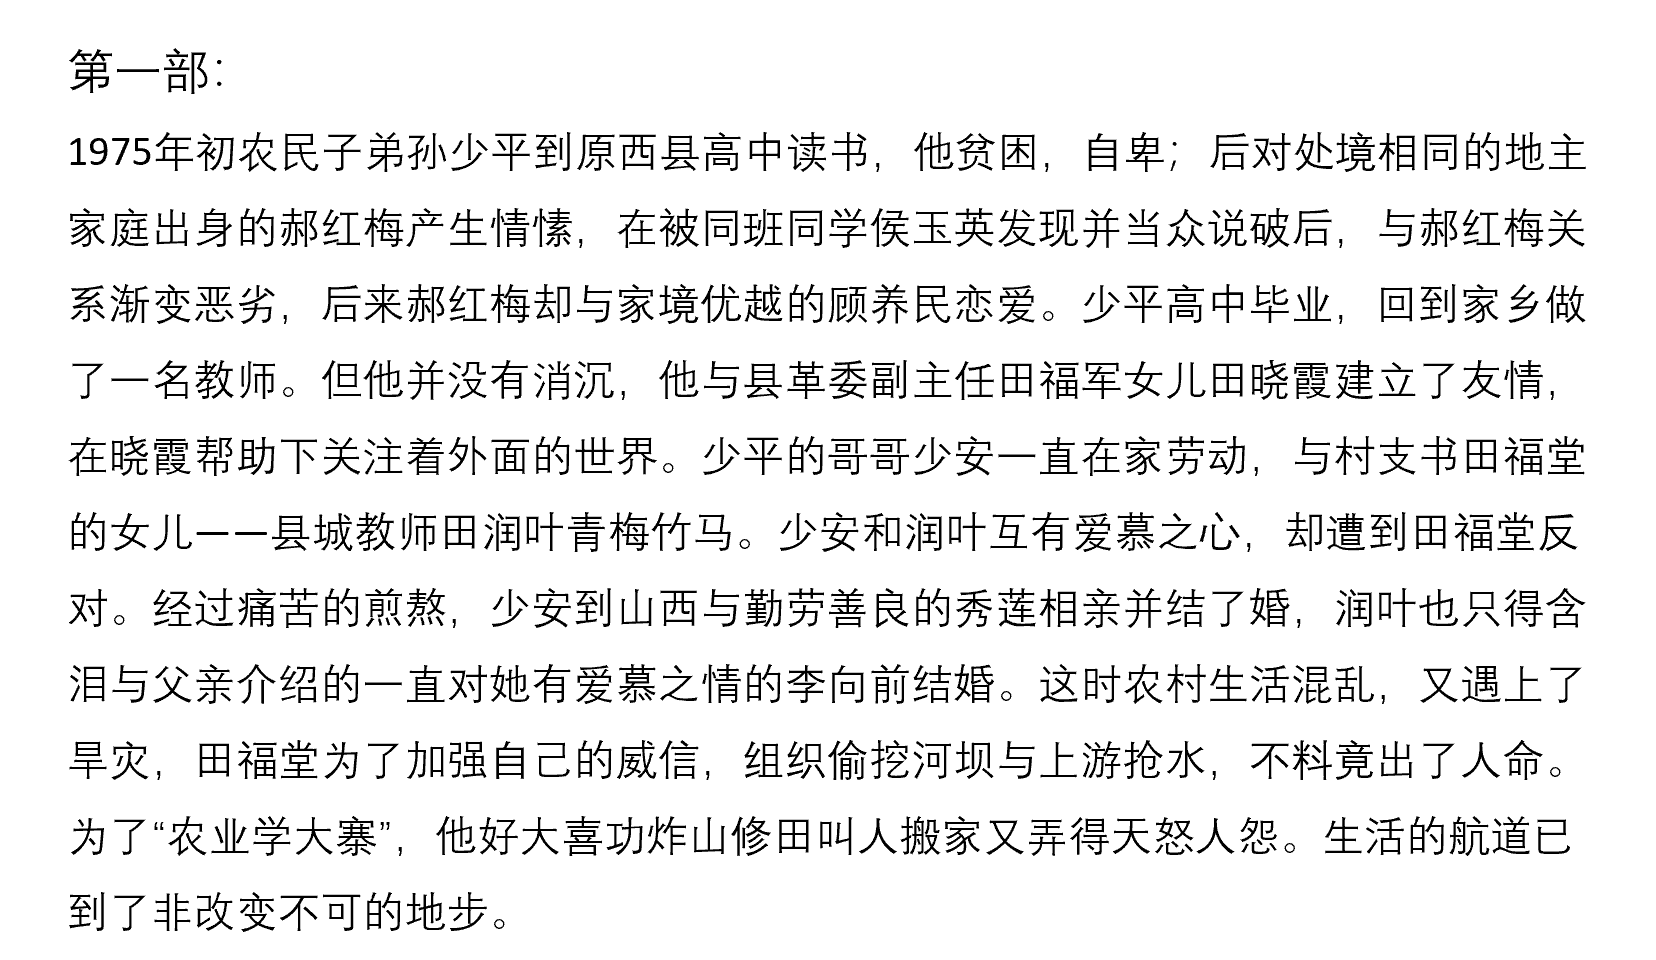 第一部：
1975年初农民子弟孙少平到原西县高中读书，他贫困，自卑；后对处境相同的地主
家庭出身的郝红梅产生情愫，在被同班同学侯玉英发现并当众说破后，与郝红梅关
系渐变恶劣，后来郝红梅却与家境优越的顾养民恋爱。少平高中毕业，回到家乡做
了一名教师。但他并没有消沉，他与县革委副主任田福军女儿田晓霞建立了友情，
在晓霞帮助下关注着外面的世界。少平的哥哥少安一直在家劳动，与村支书田福堂
的女儿——县城教师田润叶青梅竹马。少安和润叶互有爱慕之心，却遭到田福堂反
对。经过痛苦的煎熬，少安到山西与勤劳善良的秀莲相亲并结了婚，润叶也只得含
泪与父亲介绍的一直对她有爱慕之情的李向前结婚。这时农村生活混乱，又遇上了
旱灾，田福堂为了加强自己的威信，组织偷挖河坝与上游抢水，不料竟出了人命。
为了“农业学大寨”，他好大喜功炸山修田叫人搬家又弄得天怒人怨。生活的航道已
到了非改变不可的地步。